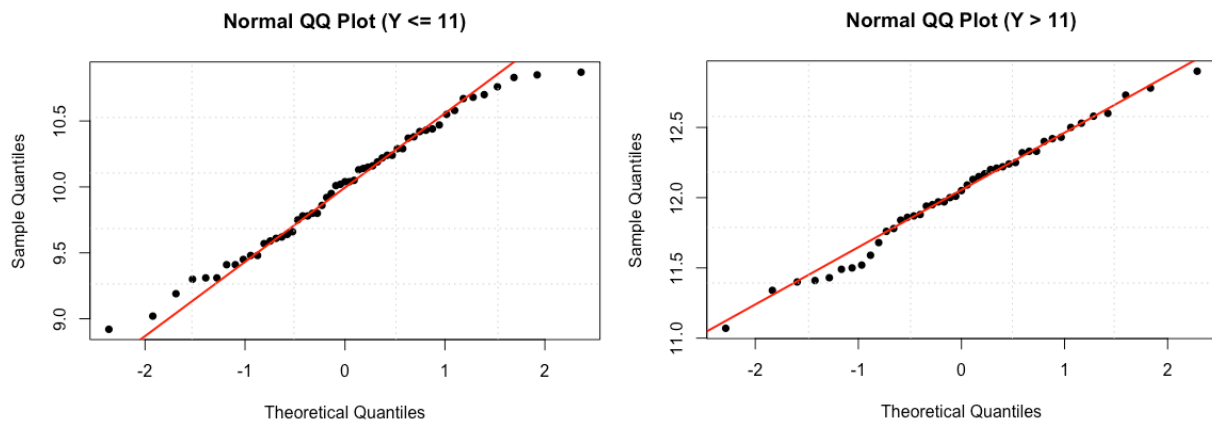 Normal QQ Plot (Y <= 11)
Sample Quantiles
10.5
10.0
9.5
9.0
-2 -1 0 1 2
Theoretical Quantiles
Normal QQ Plot (Y > 11)
Sample Quantiles
12.5
12.0
11.5
11.0
-2 -1 0 1 2
Theoretical Quantiles